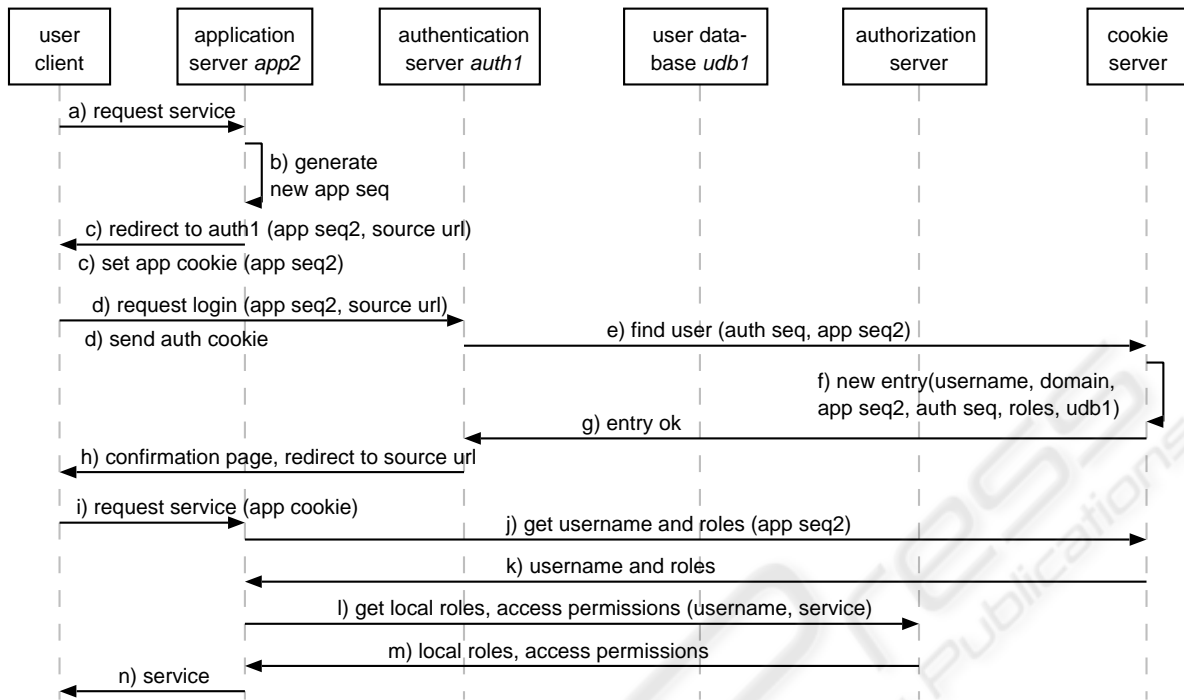 user
client
application
server app2
authentication
server auth1
user data-
base udb1
authorization
server
cookie
server
a) request service
b) generate
new app seq
c) redirect to auth1 (app seq2, source url)
c) set app cookie (app seq2)
d) request login (app seq2, source url)
d) send auth cookie
e) find user (auth seq, app seq2)
f) new entry(username, domain,
app seq2, auth seq, roles, udb1)
g) entry ok
h) confirmation page, redirect to source url
i) request service (app cookie)
j) get username and roles (app seq2)
k) username and roles
l) get local roles, access permissions (username, service)
m) local roles, access permissions
n) service
Press
Publications